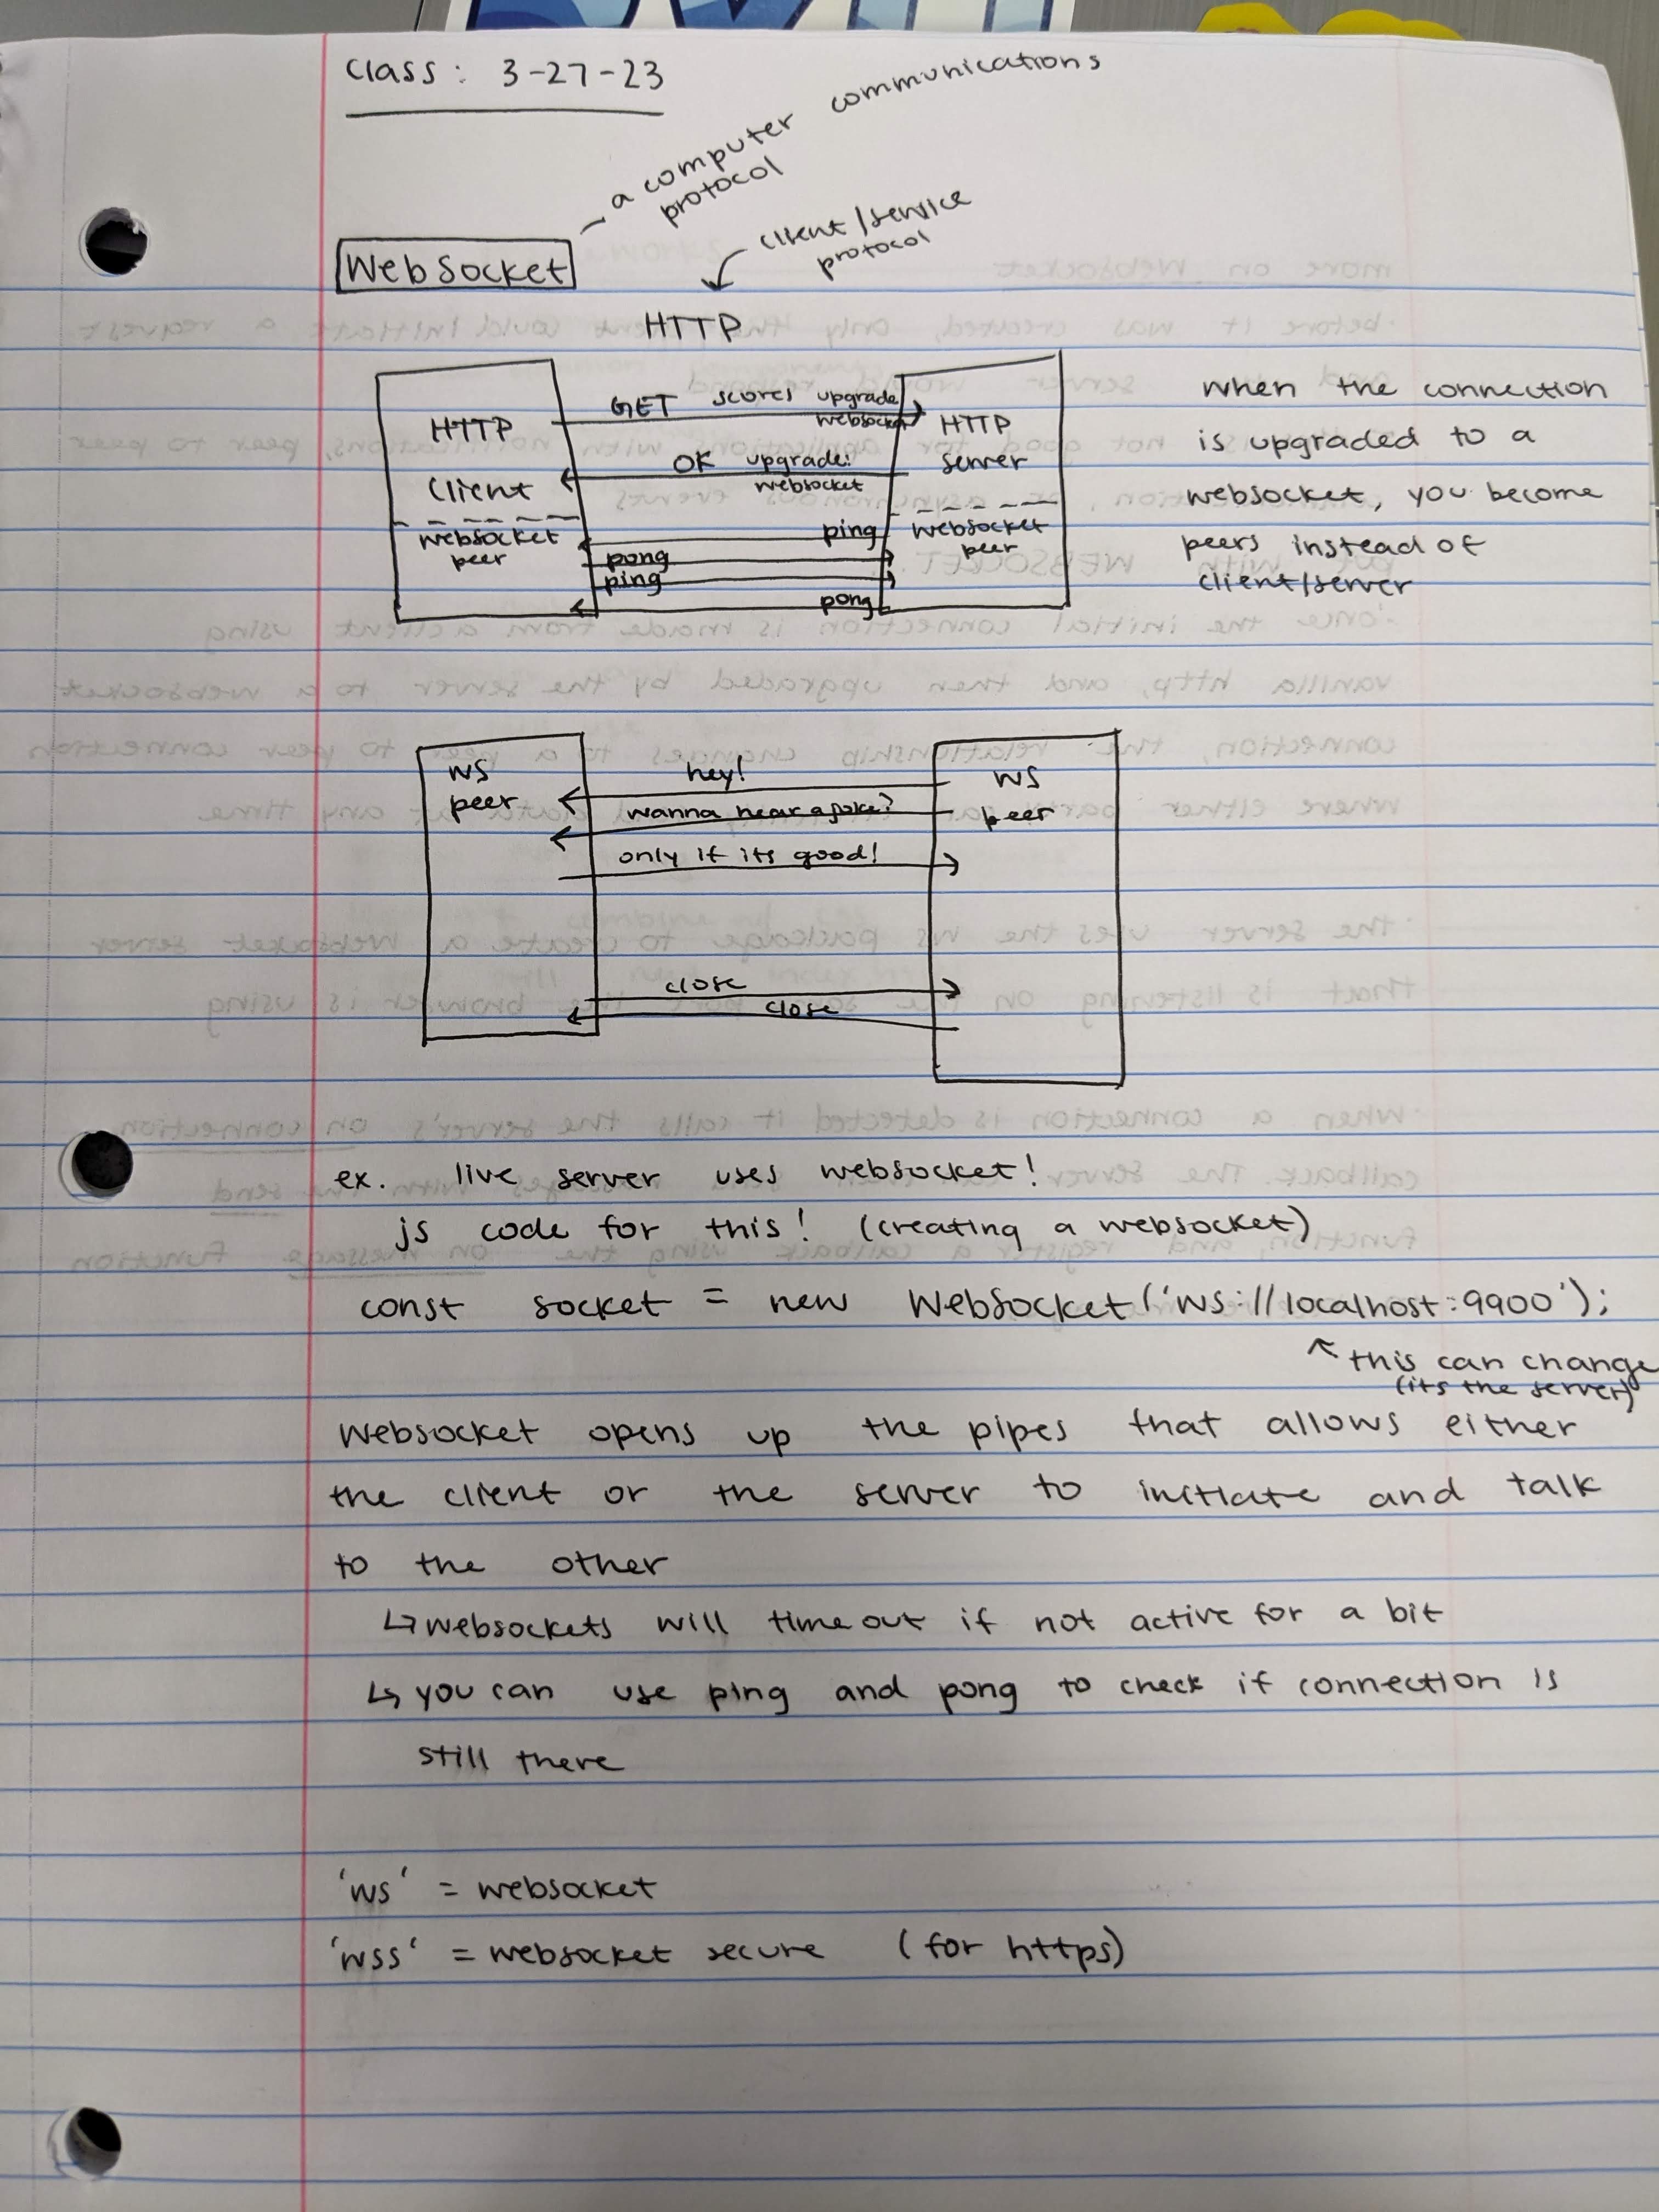 class: 3-27-23
a computer communications
protocol
client/service
protocol
WebSocket
HTTP
GET scores upgrade
websocket
HTTP
client
HTTP
server
OK upgrade:
websocket
websocket
peer
websocket
peer
ping
pong
ping
pong
when the connection
is upgraded to a
websocket, you become
peers instead of
client/server
WS
peer
WS
peer
hey!
wanna hear a joke?
only if its good!
close
close
ex. live server uses websocket!
js code for this! (creating a websocket)
const socket = new WebSocket('ws://localhost:9900');
↖ this can change
(its the server)
Websocket opens up the pipes that allows either
the client or the server to initiate and talk
to the other
↳ websockets will time out if not active for a bit
↳ you can use ping and pong to check if connection is
still there
'ws' = websocket
'wss' = websocket secure (for https)